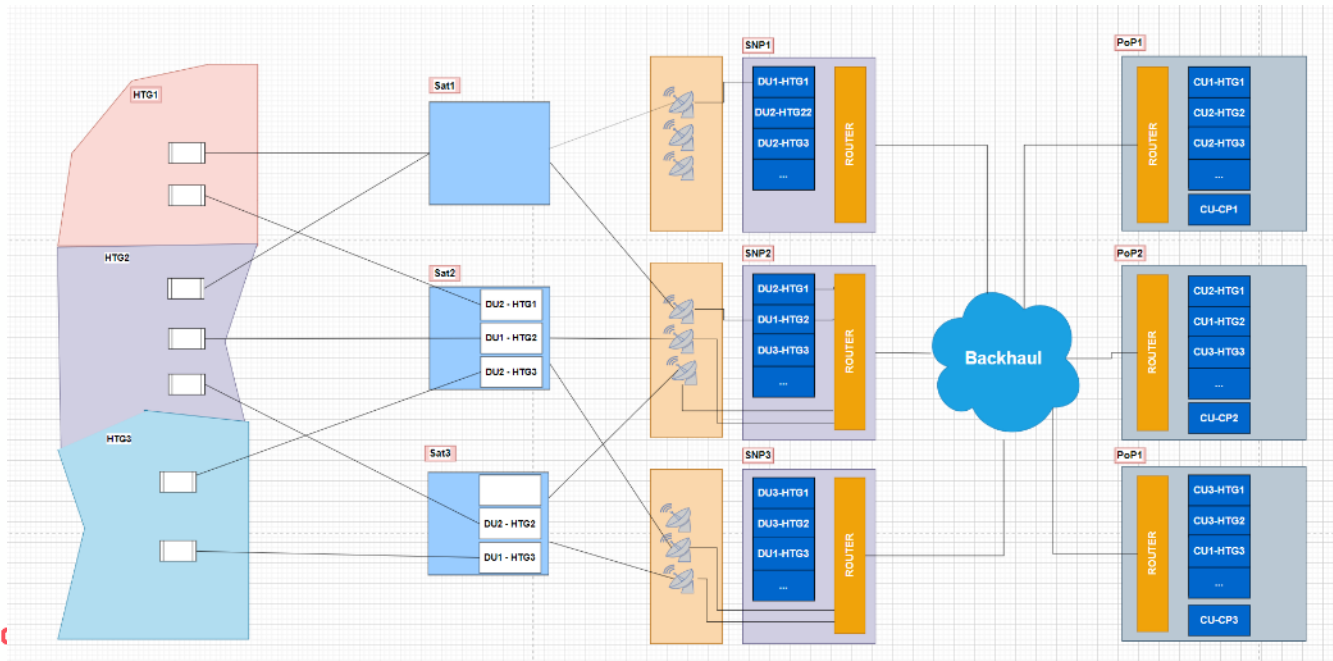 HTG1
HTG2
HTG3
Sat1
Sat2
DU2 - HTG1
DU1 - HTG2
DU2 - HTG3
Sat3
DU2 - HTG2
DU1 - HTG3
SNP1
DU1-HTG1
DU2-HTG22
DU2-HTG3
...
ROUTER
SNP2
DU2-HTG1
DU1-HTG2
DU3-HTG3
...
ROUTER
SNP3
DU3-HTG1
DU3-HTG2
DU1-HTG3
...
ROUTER
Backhaul
PoP1
ROUTER
CU1-HTG1
CU2-HTG2
CU2-HTG3
...
CU-CP1
PoP2
ROUTER
CU2-HTG1
CU1-HTG2
CU3-HTG3
...
CU-CP2
PoP1
ROUTER
CU3-HTG1
CU3-HTG2
CU1-HTG3
...
CU-CP3